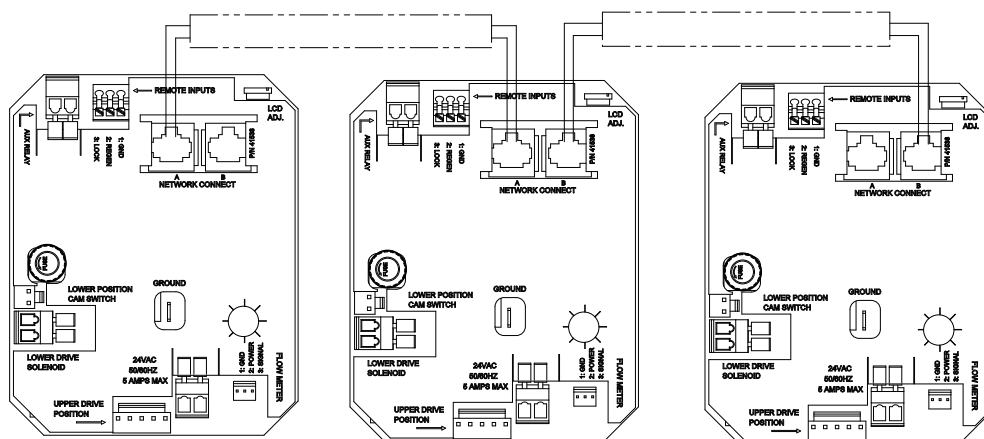 REMOTE INPUTS
LCD
ADJ.
AUX RELAY
3: LOCK
2: REGEN
1: GND
P/N 41638
A
B
NETWORK CONNECT
FUSE
LOWER POSITION
CAM SWITCH
GROUND
LOWER DRIVE
SOLENOID
24VAC
50/60HZ
5 AMPS MAX
1: GND
2: POWER
3: SIGNAL
FLOW METER
UPPER DRIVE
POSITION
REMOTE INPUTS
LCD
ADJ.
AUX RELAY
3: LOCK
2: REGEN
1: GND
P/N 41638
A
B
NETWORK CONNECT
FUSE
LOWER POSITION
CAM SWITCH
GROUND
LOWER DRIVE
SOLENOID
24VAC
50/60HZ
5 AMPS MAX
1: GND
2: POWER
3: SIGNAL
FLOW METER
UPPER DRIVE
POSITION
REMOTE INPUTS
LCD
ADJ.
AUX RELAY
3: LOCK
2: REGEN
1: GND
P/N 41638
A
B
NETWORK CONNECT
FUSE
LOWER POSITION
CAM SWITCH
GROUND
LOWER DRIVE
SOLENOID
24VAC
50/60HZ
5 AMPS MAX
1: GND
2: POWER
3: SIGNAL
FLOW METER
UPPER DRIVE
POSITION